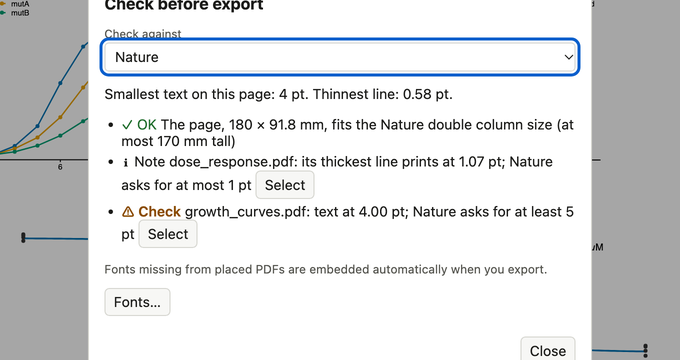 mutA
mutB
6
Check before export
Check against
Nature
Smallest text on this page: 4 pt. Thinnest line: 0.58 pt.
• ✓ OK The page, 180 × 91.8 mm, fits the Nature double column size (at
most 170 mm tall)
• ℹ Note dose_response.pdf: its thickest line prints at 1.07 pt; Nature
asks for at most 1 pt Select
• ⚠ Check growth_curves.pdf: text at 4.00 pt; Nature asks for at least 5
pt Select
Fonts missing from placed PDFs are embedded automatically when you export.
Fonts...
Close